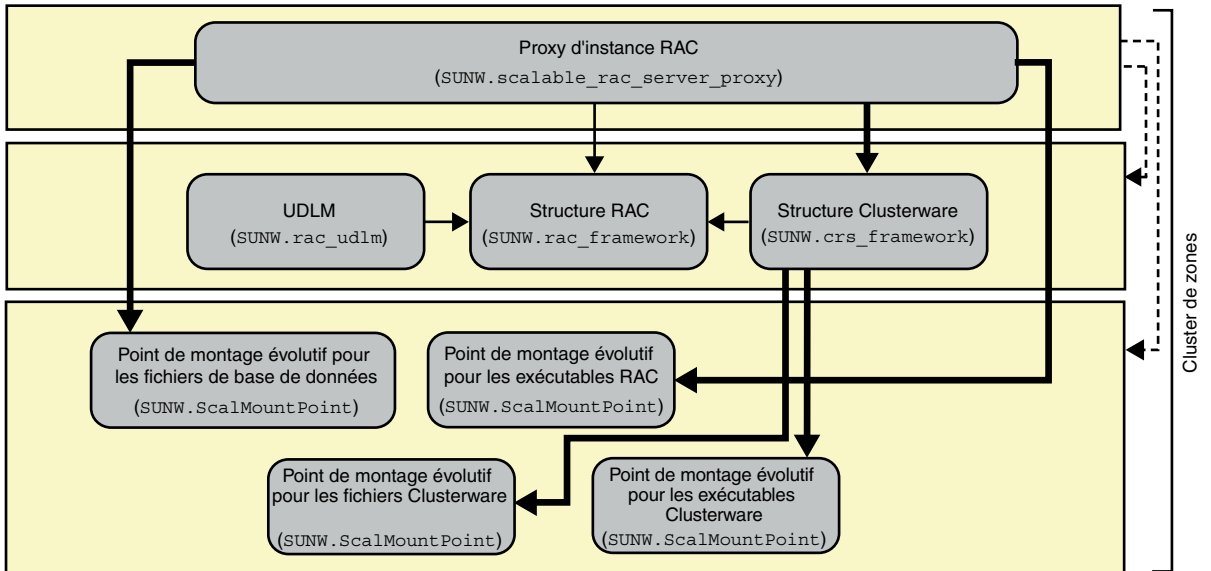 Proxy d'instance RAC
(SUNW.scalable_rac_server_proxy)
UDLM
(SUNW.rac_udlm)
Structure RAC
(SUNW.rac_framework)
Structure Clusterware
(SUNW.crs_framework)
Point de montage évolutif pour
les fichiers de base de données
(SUNW.ScalMountPoint)
Point de montage évolutif
pour les exécutables RAC
(SUNW.ScalMountPoint)
Point de montage évolutif
pour les fichiers Clusterware
(SUNW.ScalMountPoint)
Point de montage évolutif
pour les exécutables
Clusterware
(SUNW.ScalMountPoint)
Cluster de zones